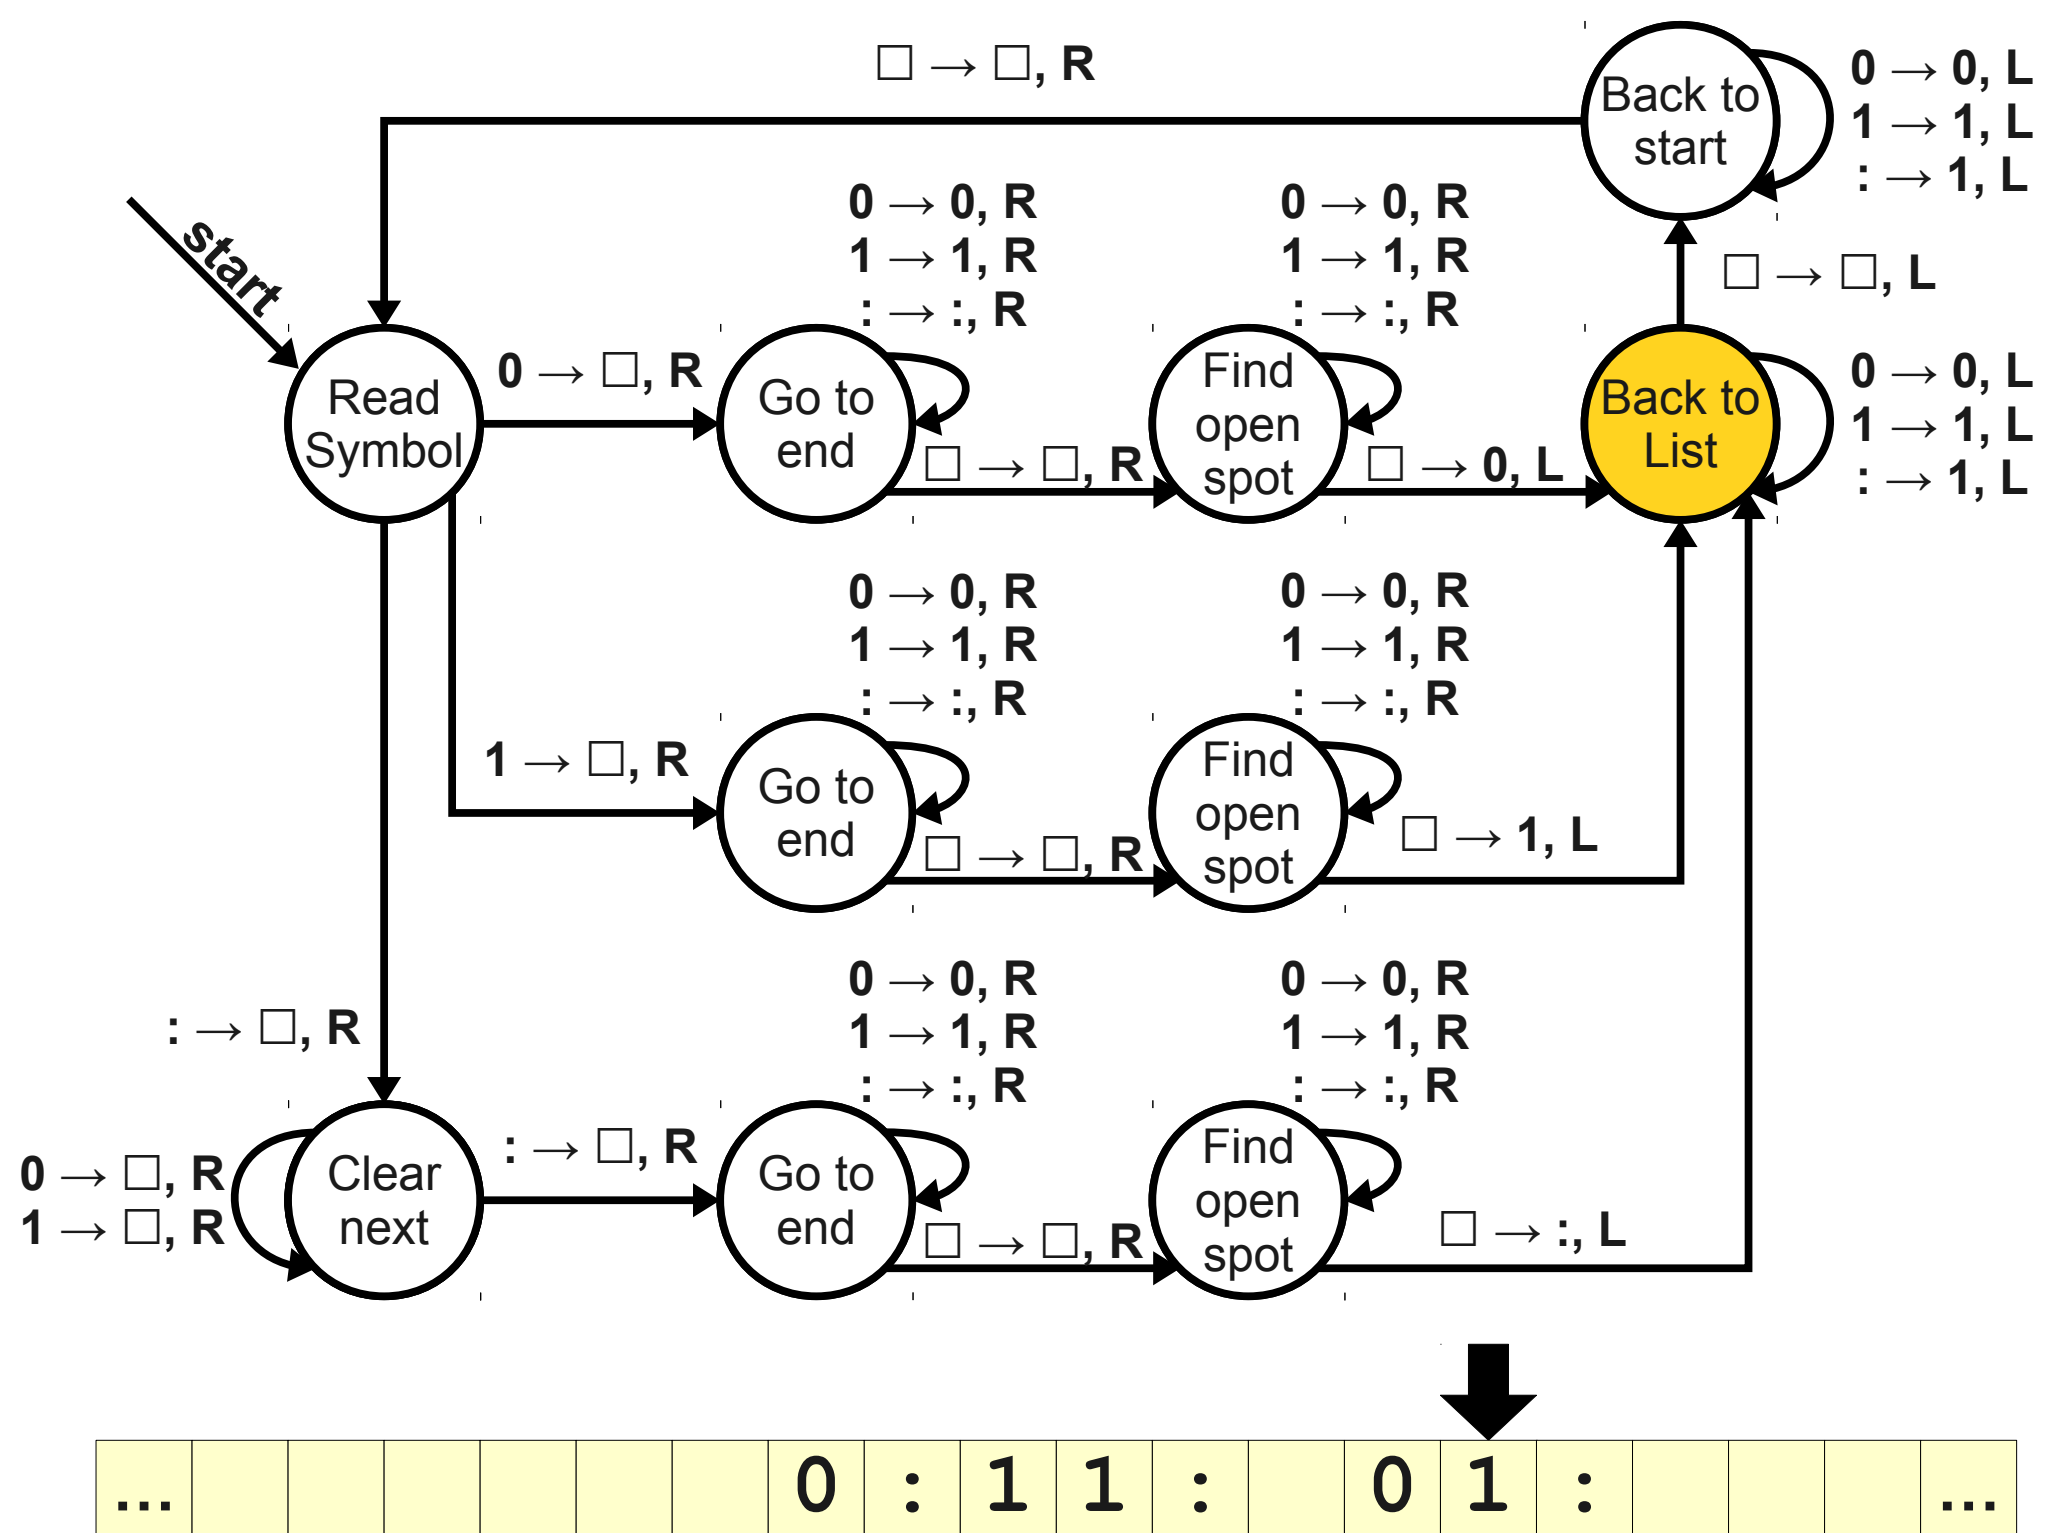 □ → □, R
Back to
start
0 → 0, L
1 → 1, L
: → 1, L
start
0 → 0, R
1 → 1, R
: → :, R
0 → 0, R
1 → 1, R
: → :, R
□ → □, L
Read
Symbol
0 → □, R
Go to
end
□ → □, R
Find
open
spot
□ → 0, L
Back to
List
0 → 0, L
1 → 1, L
: → 1, L
0 → 0, R
1 → 1, R
: → :, R
0 → 0, R
1 → 1, R
: → :, R
1 → □, R
Go to
end
□ → □, R
Find
open
spot
□ → 1, L
0 → 0, R
1 → 1, R
: → :, R
0 → 0, R
1 → 1, R
: → :, R
: → □, R
0 → □, R
1 → □, R
Clear
next
: → □, R
Go to
end
□ → □, R
Find
open
spot
□ → :, L
... 0 : 1 1 : 0 1 : ...